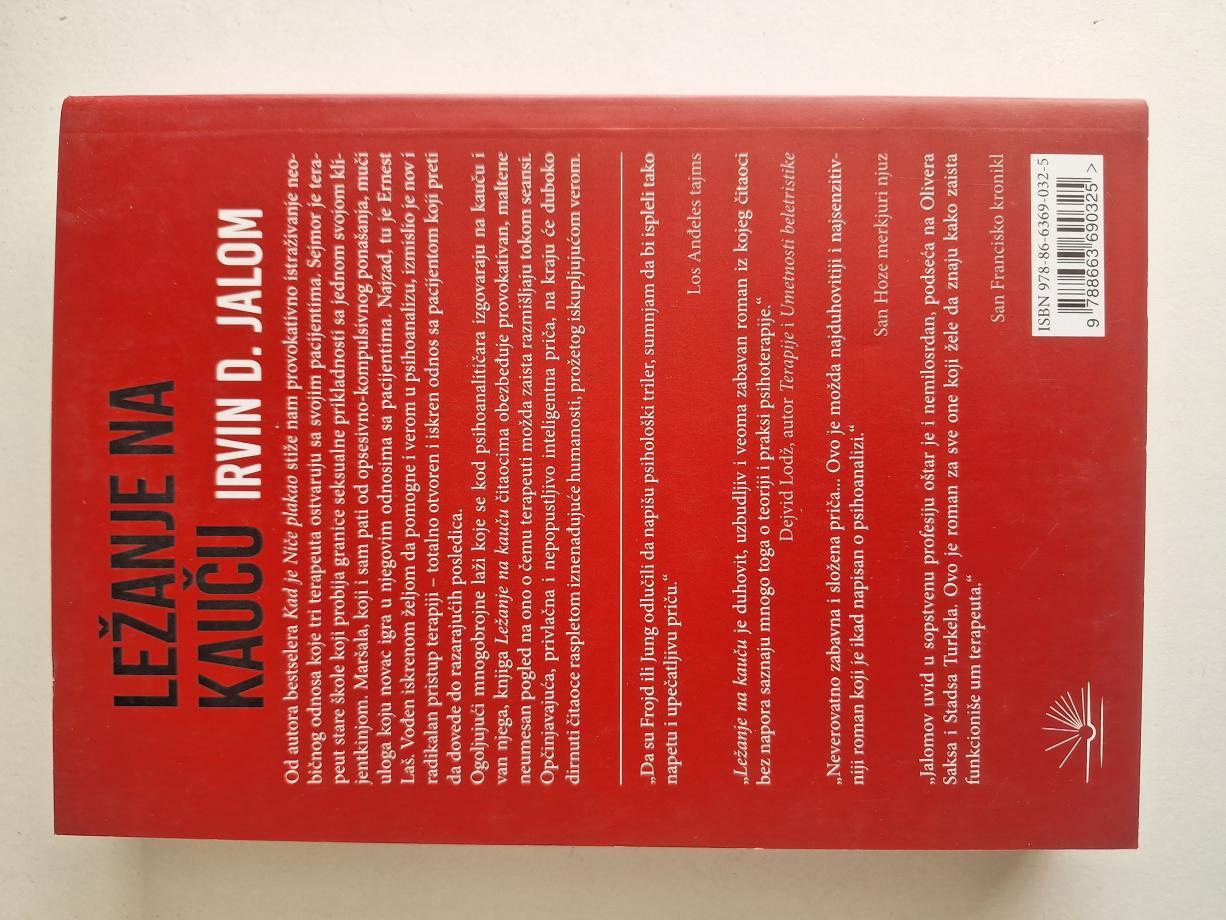 LEŽANJE NA
KAUČU IRVIN D. JALOM
Od autora bestselera Kad je Niče plakao stiže nam provokativno istraživanje neo-
bičnog odnosa koje tri terapeuta ostvaruju sa svojim pacijentima. Sejmor je tera-
peut stare škole koji probija granice seksualne prikladnosti sa jednom svojom kli-
jentkinjom. Maršala, koji i sam pati od opsesivno-kompulsivnog ponašanja, muči
uloga koju novac igra u njegovim odnosima sa pacijentima. Najzad, tu je Ernest
Laš. Vođen iskrenom željom da pomogne i verom u psihoanalizu, izmislio je nov i
radikalan pristup terapiji – totalno otvoren i iskren odnos sa pacijentom koji preti
da dovede do razarajućih posledica.
Ogoljujući mnogobrojne laži koje se kod psihoanalitičara izgovaraju na kauču i
van njega, knjiga Ležanje na kauču čitaocima obezbeđuje provokativan, maltene
neumesan pogled na ono o čemu terapeuti možda zaista razmišljaju tokom seansi.
Opčinjavajuća, privlačna i nepopustljivo inteligentna priča, na kraju će duboko
dirnuti čitaoce raspletom iznenađujuće humanosti, prožetog iskupljujućom verom.
„Da su Frojd ili Jung odlučili da napišu psihološki triler, sumnjam da bi ispleli tako
napetu i upečatljivu priču.“
Los Anđeles tajms
„Ležanje na kauču je duhovit, uzbudljiv i veoma zabavan roman iz kojeg čitaoci
bez napora saznaju mnogo toga o teoriji i praksi psihoterapije.“
Dejvid Lodž, autor Terapije i Umetnosti beletristike
„Neverovatno zabavna i složena priča... Ovo je možda najduhovitiji i najsenzitiv-
niji roman koji je ikad napisan o psihoanalizi.“
San Hoze merkjuri njuz
„Jalomov uvid u sopstvenu profesiju oštar je i nemilosrdan, podseća na Olivera
Saksa i Stadsa Turkela. Ovo je roman za sve one koji žele da znaju kako zaista
funkcioniše um terapeuta.“
San Francisko kronikl
ISBN 978-86-6369-032-5
9 788663 690325 >